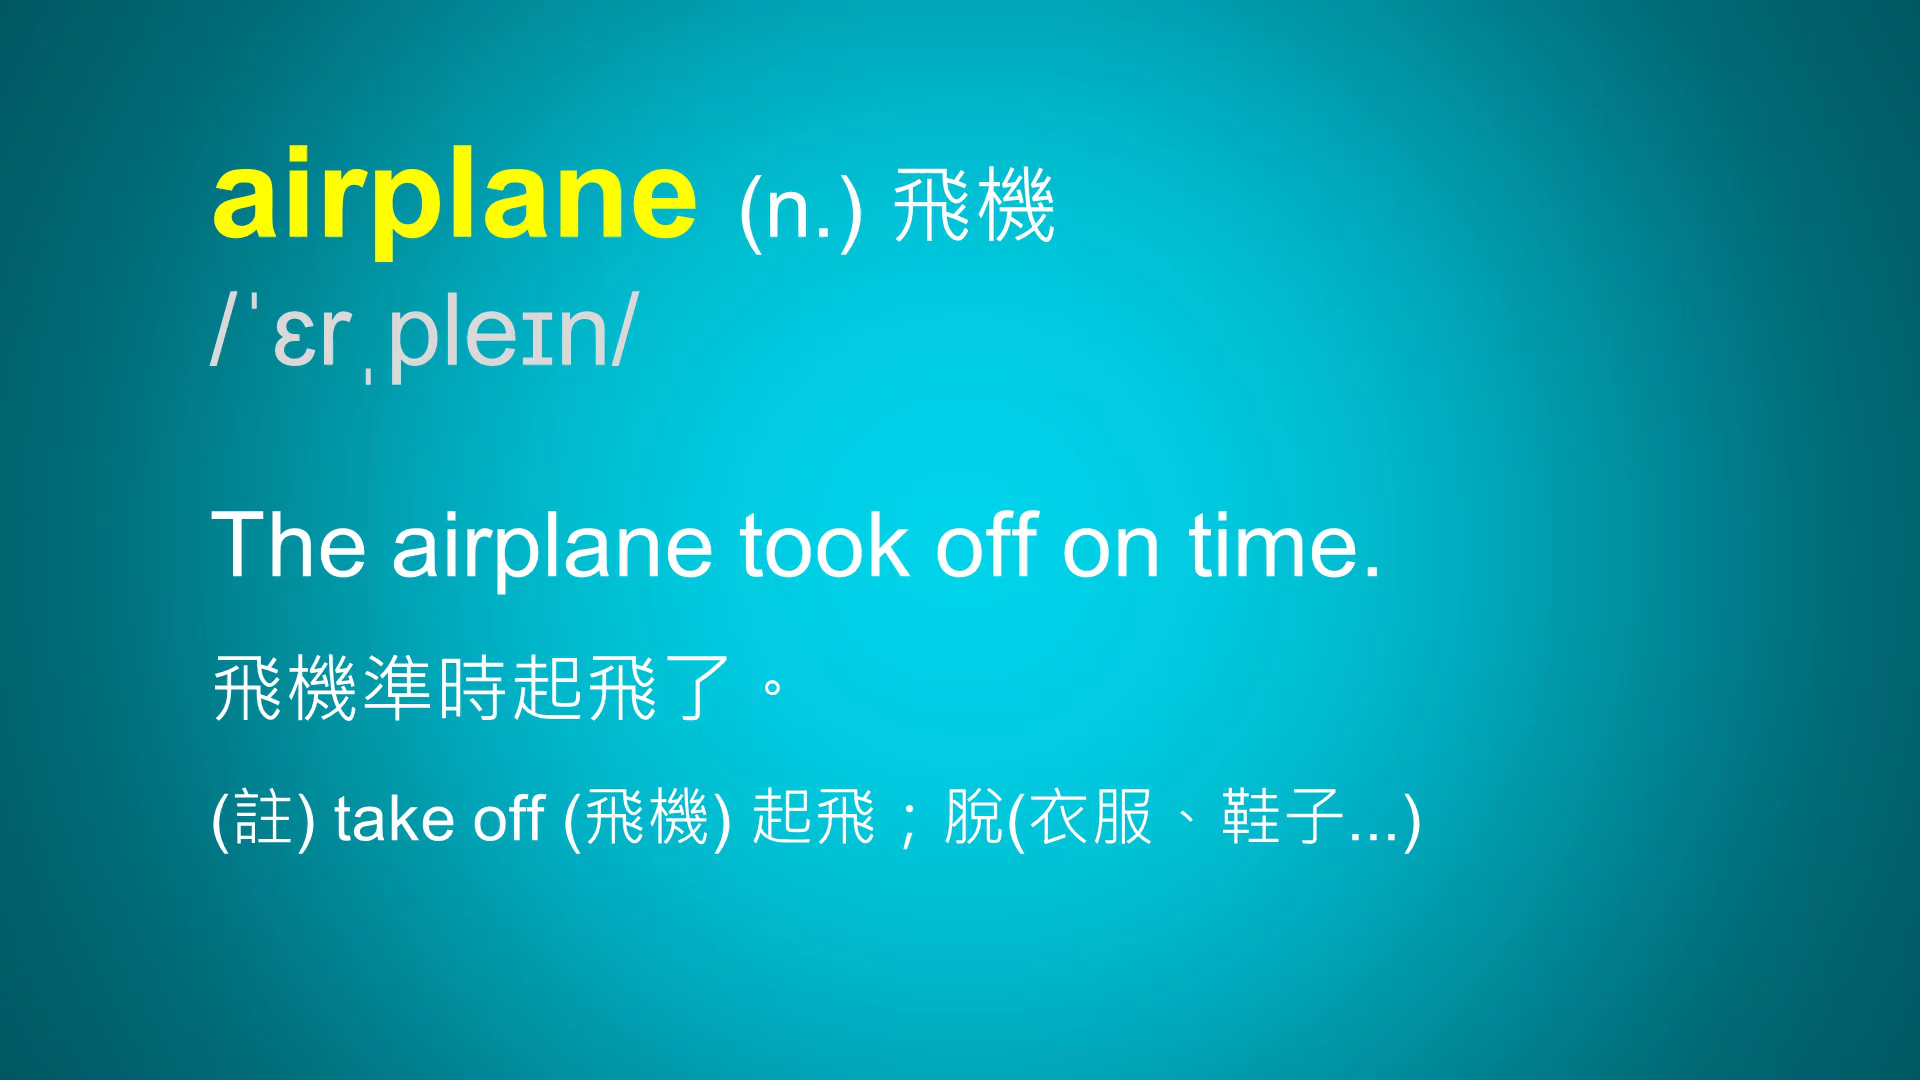 airplane (n.) 飛機
/ˈɛrˌpleɪn/
The airplane took off on time.
飛機準時起飛了。
(註) take off (飛機) 起飛；脫(衣服、鞋子...)